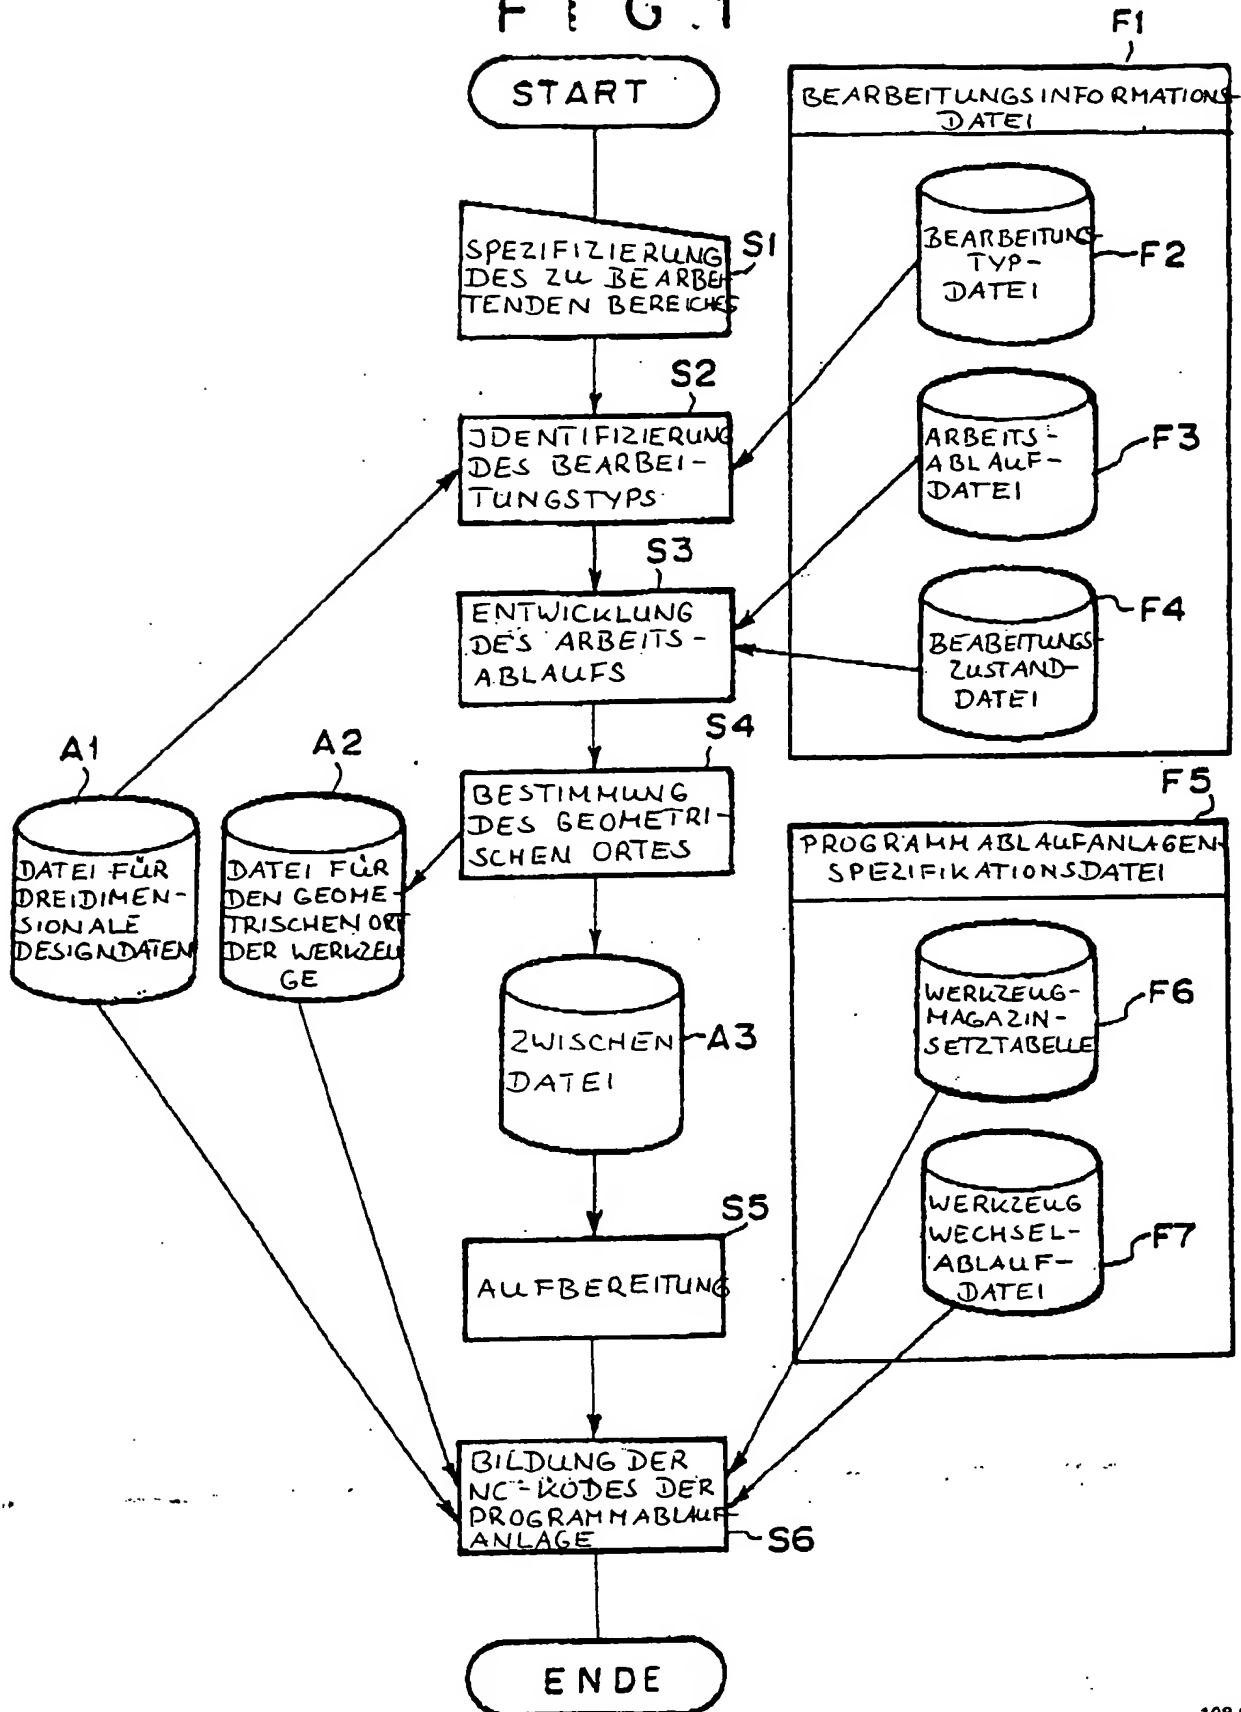 FIG.1
START
S1
SPEZIFIZIERUNG
DES ZU BEARBEI
TENDEN BEREICHES
S2
JDENTIFIZIERUNG
DES BEARBEI-
TUNGSTYPS
S3
ENTWICKLUNG
DES ARBEITS-
ABLAUFS
S4
BESTIMMUNG
DES GEOMETRI-
SCHEN ORTES
A1
DATEI FÜR
DREIDIMEN-
SIONALE
DESIGNDATEN
A2
DATEI FÜR
DEN GEOME-
TRISCHEN ORT
DER WERKZEU
GE
ZWISCHEN
DATEI
A3
S5
AUFBEREITUNG
BILDUNG DER
NC-KODES DER
PROGRAMMABLAUF-
ANLAGE
S6
ENDE
F1
BEARBEITUNGSINFORMATIONS-
DATEI
BEARBEITUNG-
TYP-
DATEI
F2
ARBEITS-
ABLAUF-
DATEI
F3
BEABEITUNGS-
ZUSTAND-
DATEI
F4
F5
PROGRAMMABLAUFANLAGEN-
SPEZIFIKATIONSDATEI
WERKZEUG-
MAGAZIN-
SETZTABELLE
F6
WERKZEUG
WECHSEL-
ABLAUF-
DATEI
F7